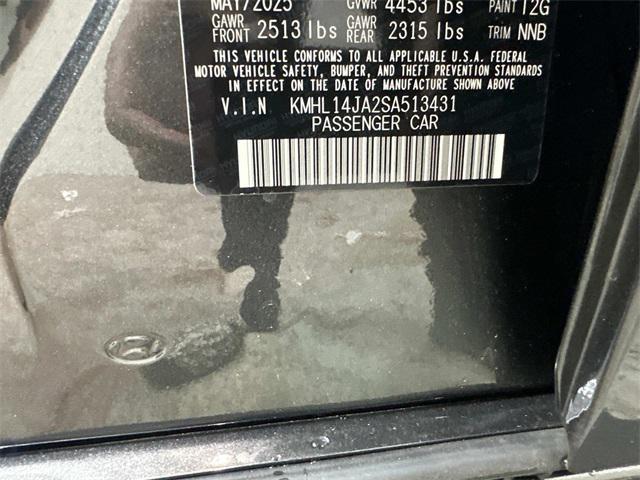 MAY/2025 GVWR 4453 lbs PAINT T2G
GAWR FRONT 2513 lbs GAWR REAR 2315 lbs TRIM NNB
THIS VEHICLE CONFORMS TO ALL APPLICABLE U.S.A. FEDERAL
MOTOR VEHICLE SAFETY, BUMPER, AND THEFT PREVENTION STANDARDS
IN EFFECT ON THE DATE OF MANUFACTURE SHOWN ABOVE
V.I.N KMHL14JA2SA513431
PASSENGER CAR